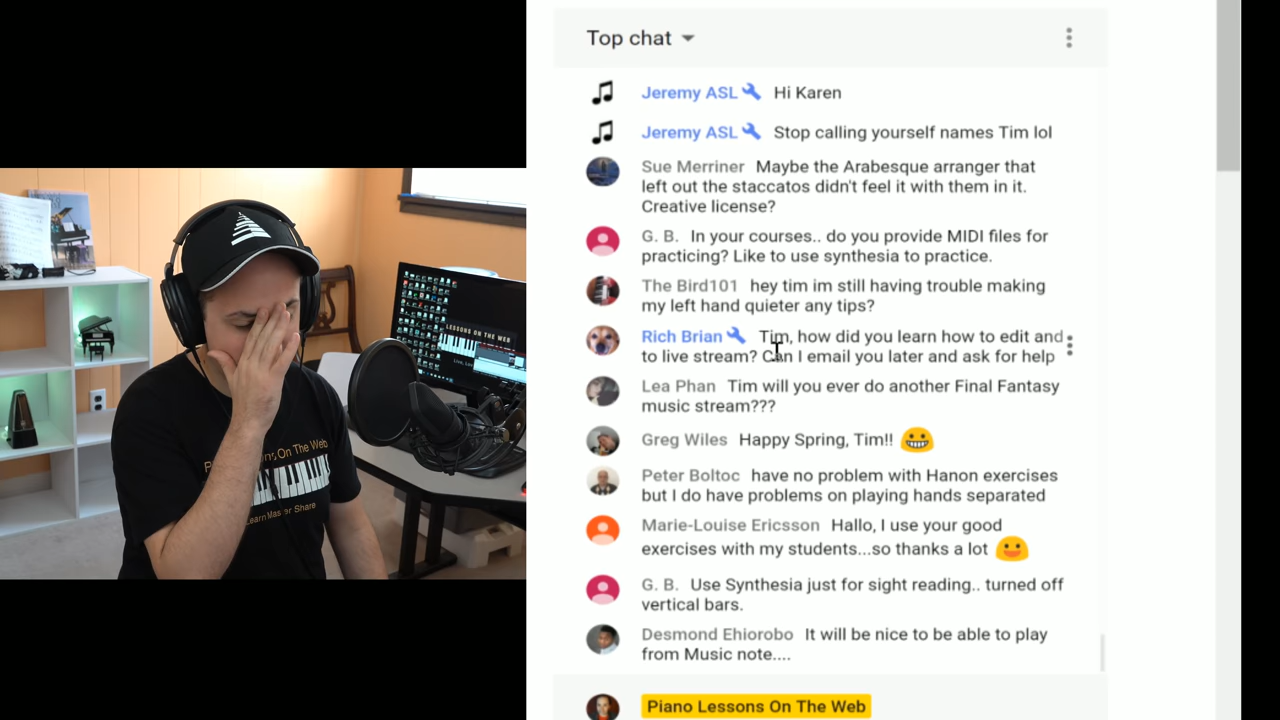 Top chat
Jeremy ASL Hi Karen
Jeremy ASL Stop calling yourself names Tim lol
Sue Merriner Maybe the Arabesque arranger that
left out the staccatos didn't feel it with them in it.
Creative license?
G. B. In your courses.. do you provide MIDI files for
practicing? Like to use synthesia to practice.
The Bird101 hey tim im still having trouble making
my left hand quieter any tips?
Rich Brian Tim, how did you learn how to edit and
to live stream? Can I email you later and ask for help
Lea Phan Tim will you ever do another Final Fantasy
music stream???
Greg Wiles Happy Spring, Tim!! 😀
Peter Boltoc have no problem with Hanon exercises
but I do have problems on playing hands separated
Marie-Louise Ericsson Hallo, I use your good
exercises with my students...so thanks a lot 😃
G. B. Use Synthesia just for sight reading.. turned off
vertical bars.
Desmond Ehiorobo It will be nice to be able to play
from Music note....
Piano Lessons On The Web
LESSONS ON THE WEB
On The Web
Learn Master Share